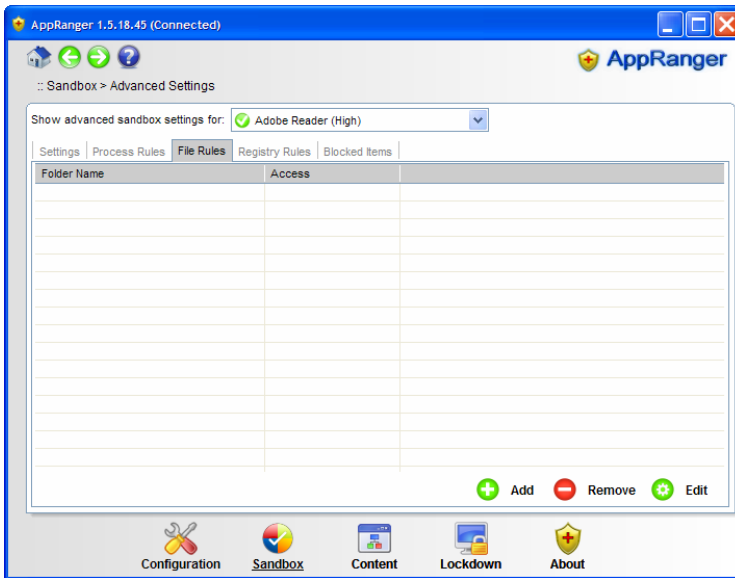 AppRanger 1.5.18.45 (Connected)
AppRanger
:: Sandbox > Advanced Settings
Show advanced sandbox settings for: Adobe Reader (High)
Settings Process Rules File Rules Registry Rules Blocked Items
Folder Name Access
Add Remove Edit
Configuration Sandbox Content Lockdown About